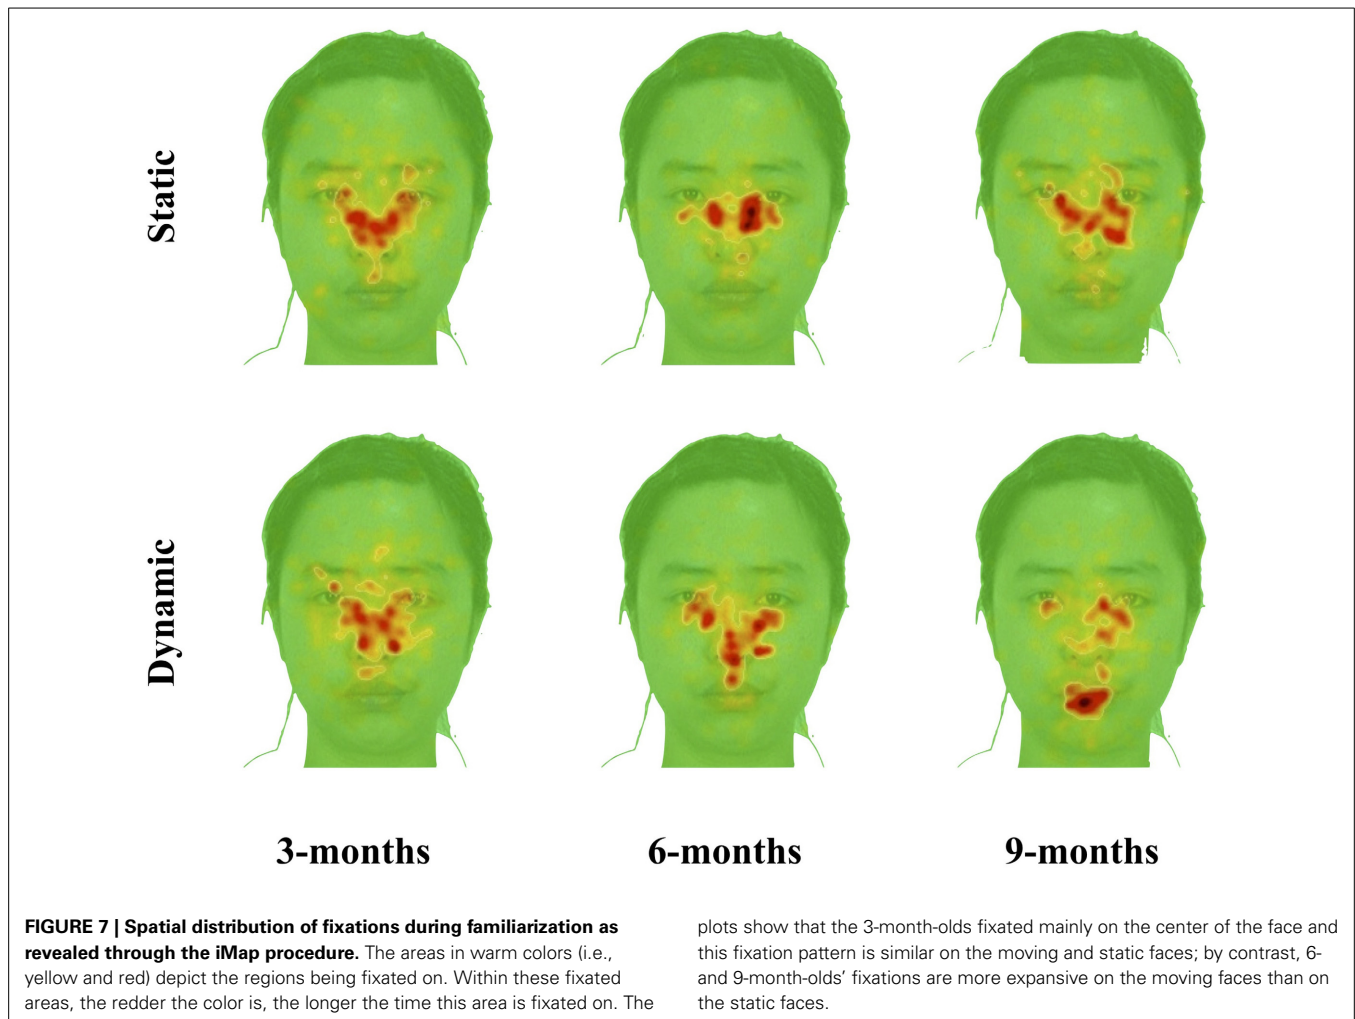 Static
Dynamic
3-months
6-months
9-months
FIGURE 7 | Spatial distribution of fixations during familiarization as
revealed through the iMap procedure. The areas in warm colors (i.e.,
yellow and red) depict the regions being fixated on. Within these fixated
areas, the redder the color is, the longer the time this area is fixated on. The
plots show that the 3-month-olds fixated mainly on the center of the face and
this fixation pattern is similar on the moving and static faces; by contrast, 6-
and 9-month-olds’ fixations are more expansive on the moving faces than on
the static faces.